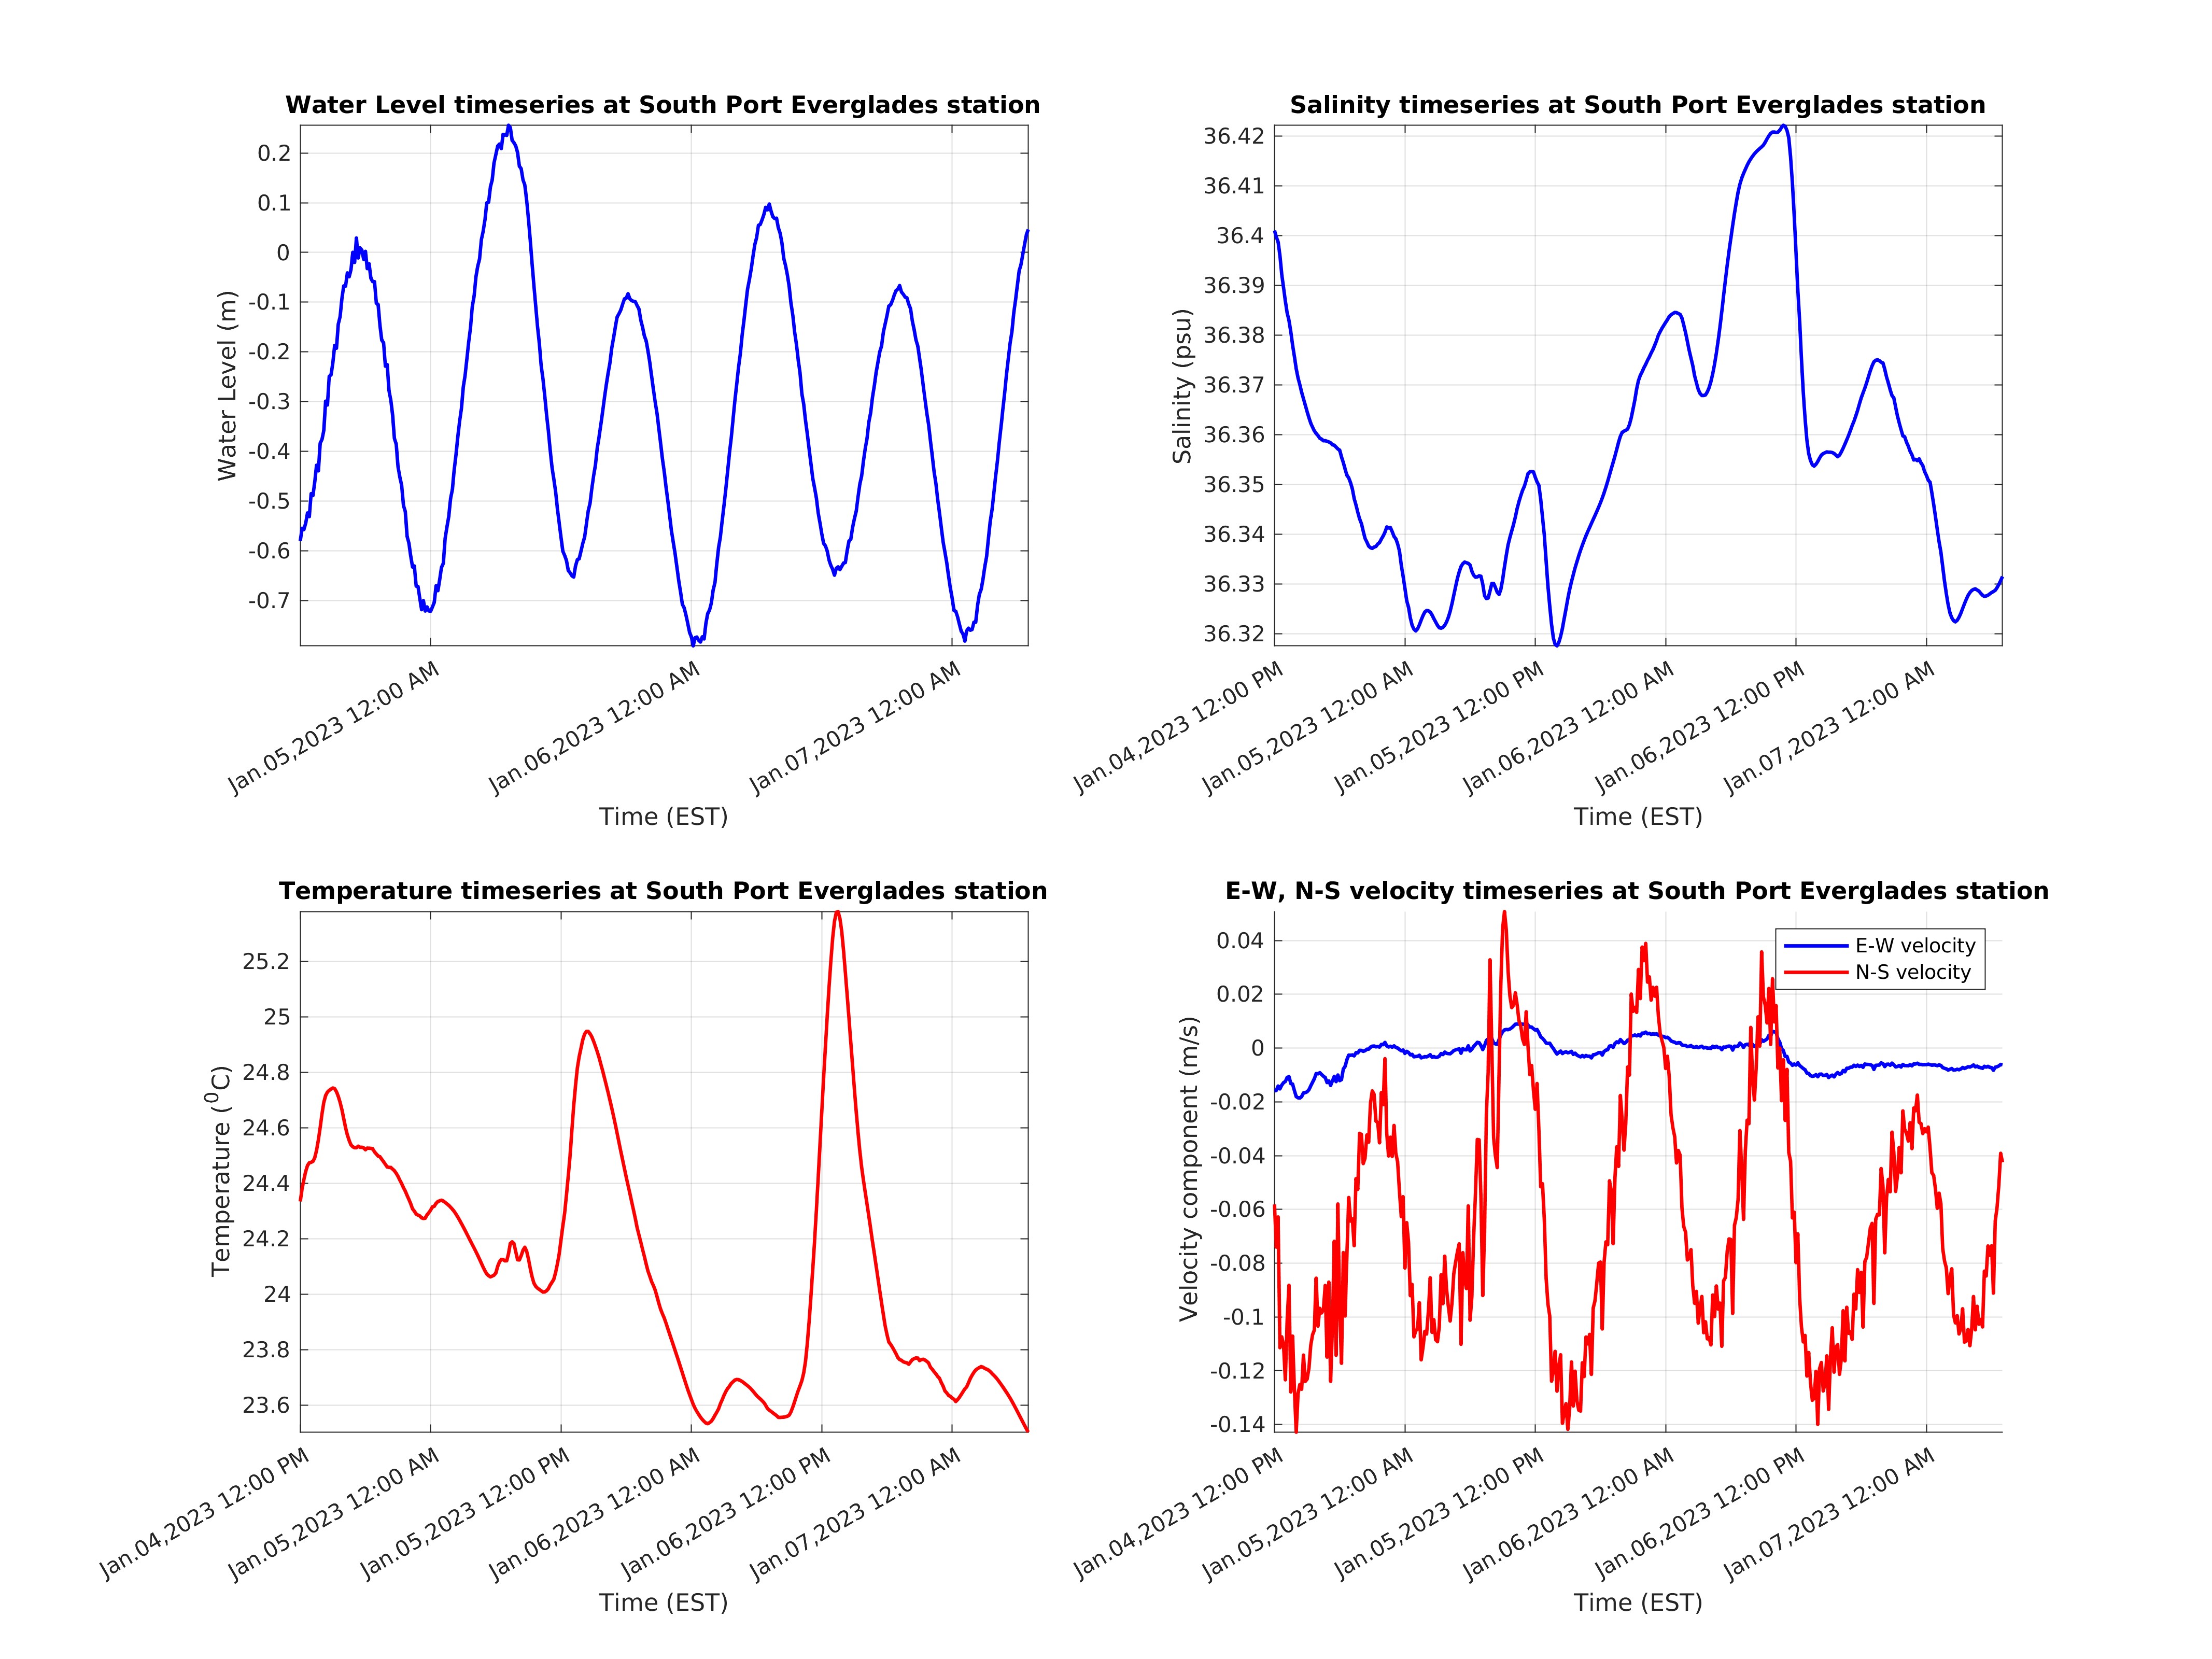 Water Level timeseries at South Port Everglades station
Water Level (m)
0.2
0.1
0
-0.1
-0.2
-0.3
-0.4
-0.5
-0.6
-0.7
Jan.05,2023 12:00 AM
Jan.06,2023 12:00 AM
Jan.07,2023 12:00 AM
Time (EST)
Salinity timeseries at South Port Everglades station
Salinity (psu)
36.42
36.41
36.4
36.39
36.38
36.37
36.36
36.35
36.34
36.33
36.32
Jan.04,2023 12:00 PM
Jan.05,2023 12:00 AM
Jan.05,2023 12:00 PM
Jan.06,2023 12:00 AM
Jan.06,2023 12:00 PM
Jan.07,2023 12:00 AM
Time (EST)
Temperature timeseries at South Port Everglades station
Temperature (⁰C)
25.2
25
24.8
24.6
24.4
24.2
24
23.8
23.6
Jan.04,2023 12:00 PM
Jan.05,2023 12:00 AM
Jan.05,2023 12:00 PM
Jan.06,2023 12:00 AM
Jan.06,2023 12:00 PM
Jan.07,2023 12:00 AM
Time (EST)
E-W, N-S velocity timeseries at South Port Everglades station
Velocity component (m/s)
0.04
0.02
0
-0.02
-0.04
-0.06
-0.08
-0.1
-0.12
-0.14
E-W velocity
N-S velocity
Jan.04,2023 12:00 PM
Jan.05,2023 12:00 AM
Jan.05,2023 12:00 PM
Jan.06,2023 12:00 AM
Jan.06,2023 12:00 PM
Jan.07,2023 12:00 AM
Time (EST)